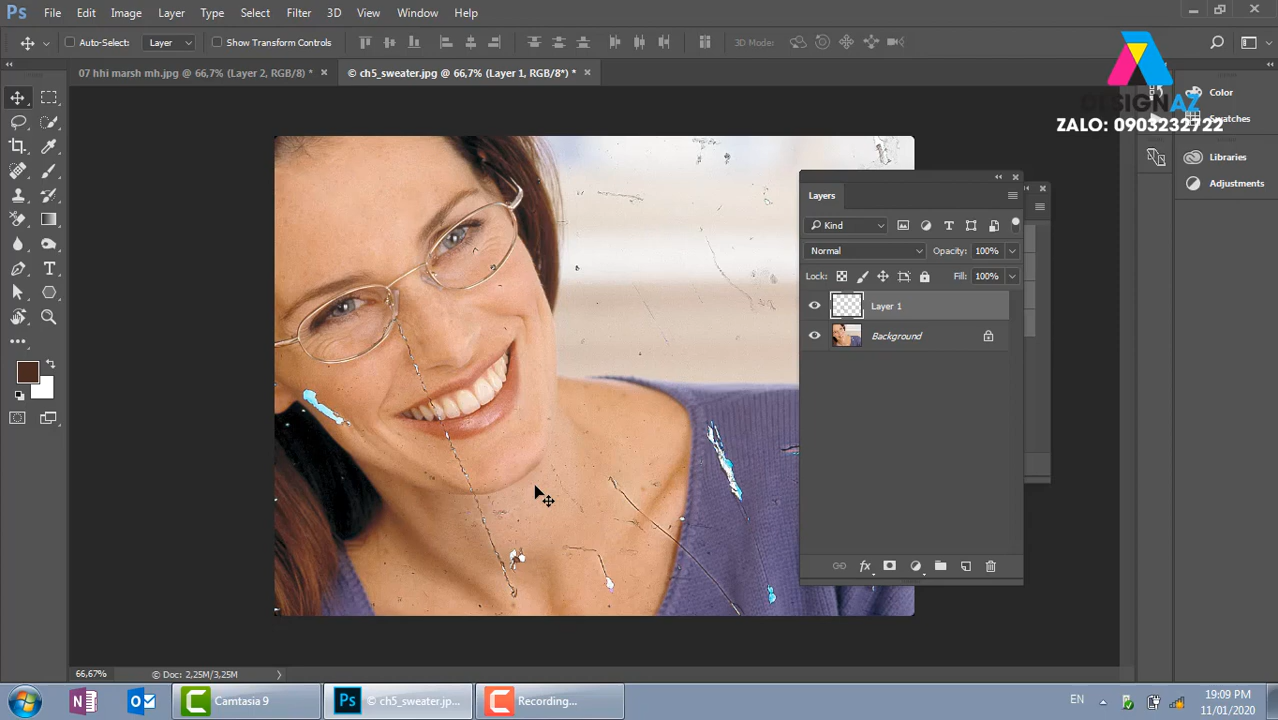 Ps File Edit Image Layer Type Select Filter 3D View Window Help
Auto-Select: Layer Show Transform Controls 3D Mode:
07 hhi marsh mh.jpg @ 66,7% (Layer 2, RGB/8) * ×
© ch5_sweater.jpg @ 66,7% (Layer 1, RGB/8*) * ×
Color
Swatches
ZALO: 0903232722
Libraries
Adjustments
Layers
Kind
Normal Opacity: 100%
Lock: Fill: 100%
Layer 1
Background
fx
66,67% © Doc: 2,25M/3,25M
Camtasia 9
Ps © ch5_sweater.jp...
Recording...
EN
19:09 PM
11/01/2020